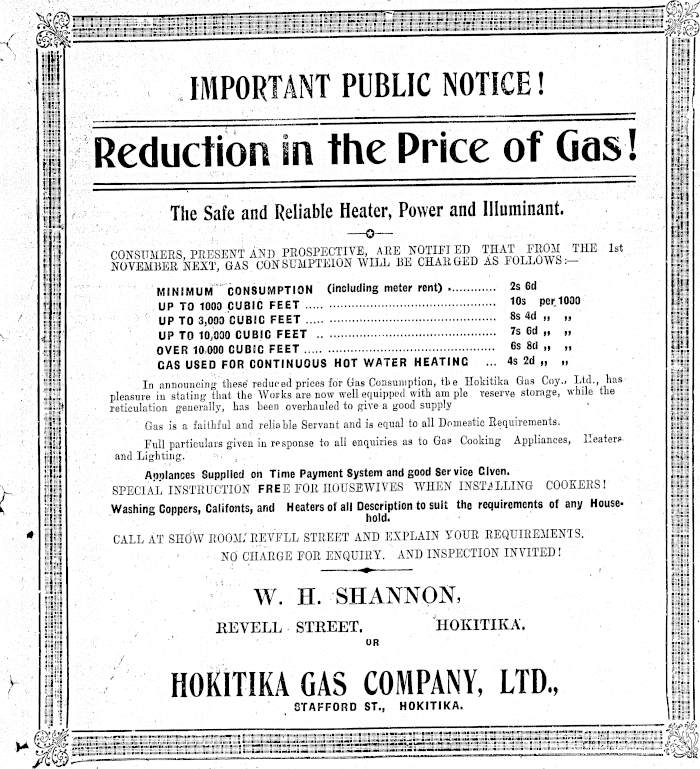 IMPORTANT PUBLIC NOTICE!
Reduction in the Price of Gas!
The Safe and Reliable Heater, Power and Illuminant.
CONSUMERS, PRESENT AND PROSPECTIVE, ARE NOTIFIED THAT FROM THE 1st
NOVEMBER NEXT, GAS CONSUMPTEION WILL BE CHARGED AS FOLLOWS:—
MINIMUM CONSUMPTION (including meter rent) ............ 2s 6d
UP TO 1000 CUBIC FEET ..... ........................................ 10s per 1000
UP TO 3,000 CUBIC FEET ..... ........................................ 8s 4d ,, ,,
UP TO 10,000 CUBIC FEET .. ........................................ 7s 6d ,, ,,
OVER 10.000 CUBIC FEET ..... ........................................ 6s 8d ,, ,,
GAS USED FOR CONTINUOUS HOT WATER HEATING ... 4s 2d ,, ,,
In announcing these reduced prices for Gas Consumption, the Hokitika Gas Coy., Ltd., has
pleasure in stating that the Works are now well equipped with am ple reserve storage, while the
reticulation generally, has been overhauled to give a good supply
Gas is a faithful and reliable Servant and is equal to all Domestic Requirements.
Full particulars given in response to all enquiries as to Gas Cooking Appliances, Heaters
and Lighting.
Appliances Supplied on Time Payment System and good Service Given.
SPECIAL INSTRUCTION FREE FOR HOUSEWIVES WHEN INSTALLING COOKERS!
Washing Coppers, Califonts, and Heaters of all Description to suit the requirements of any House-
hold.
CALL AT SHOW ROOM, REVELL STREET AND EXPLAIN YOUR REQUIREMENTS.
NO CHARGE FOR ENQUIRY. AND INSPECTION INVITED!
W. H. SHANNON,
REVELL STREET, HOKITIKA.
OR
HOKITIKA GAS COMPANY, LTD.,
STAFFORD ST., HOKITIKA.